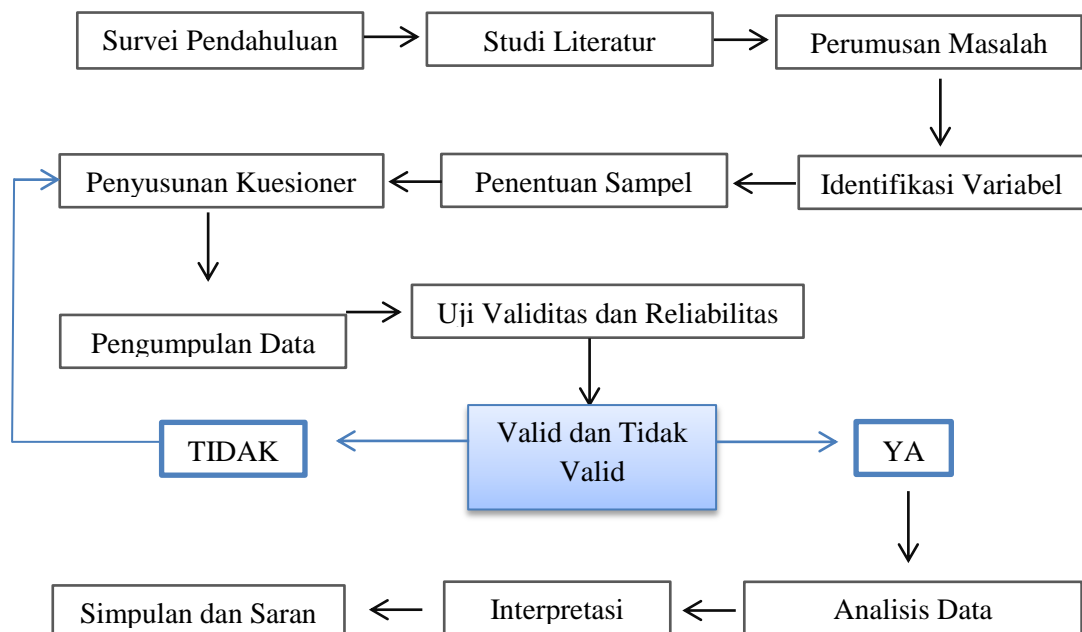 Survei Pendahuluan
Studi Literatur
Perumusan Masalah
Identifikasi Variabel
Penentuan Sampel
Penyusunan Kuesioner
Pengumpulan Data
Uji Validitas dan Reliabilitas
Valid dan Tidak
Valid
TIDAK
YA
Analisis Data
Interpretasi
Simpulan dan Saran